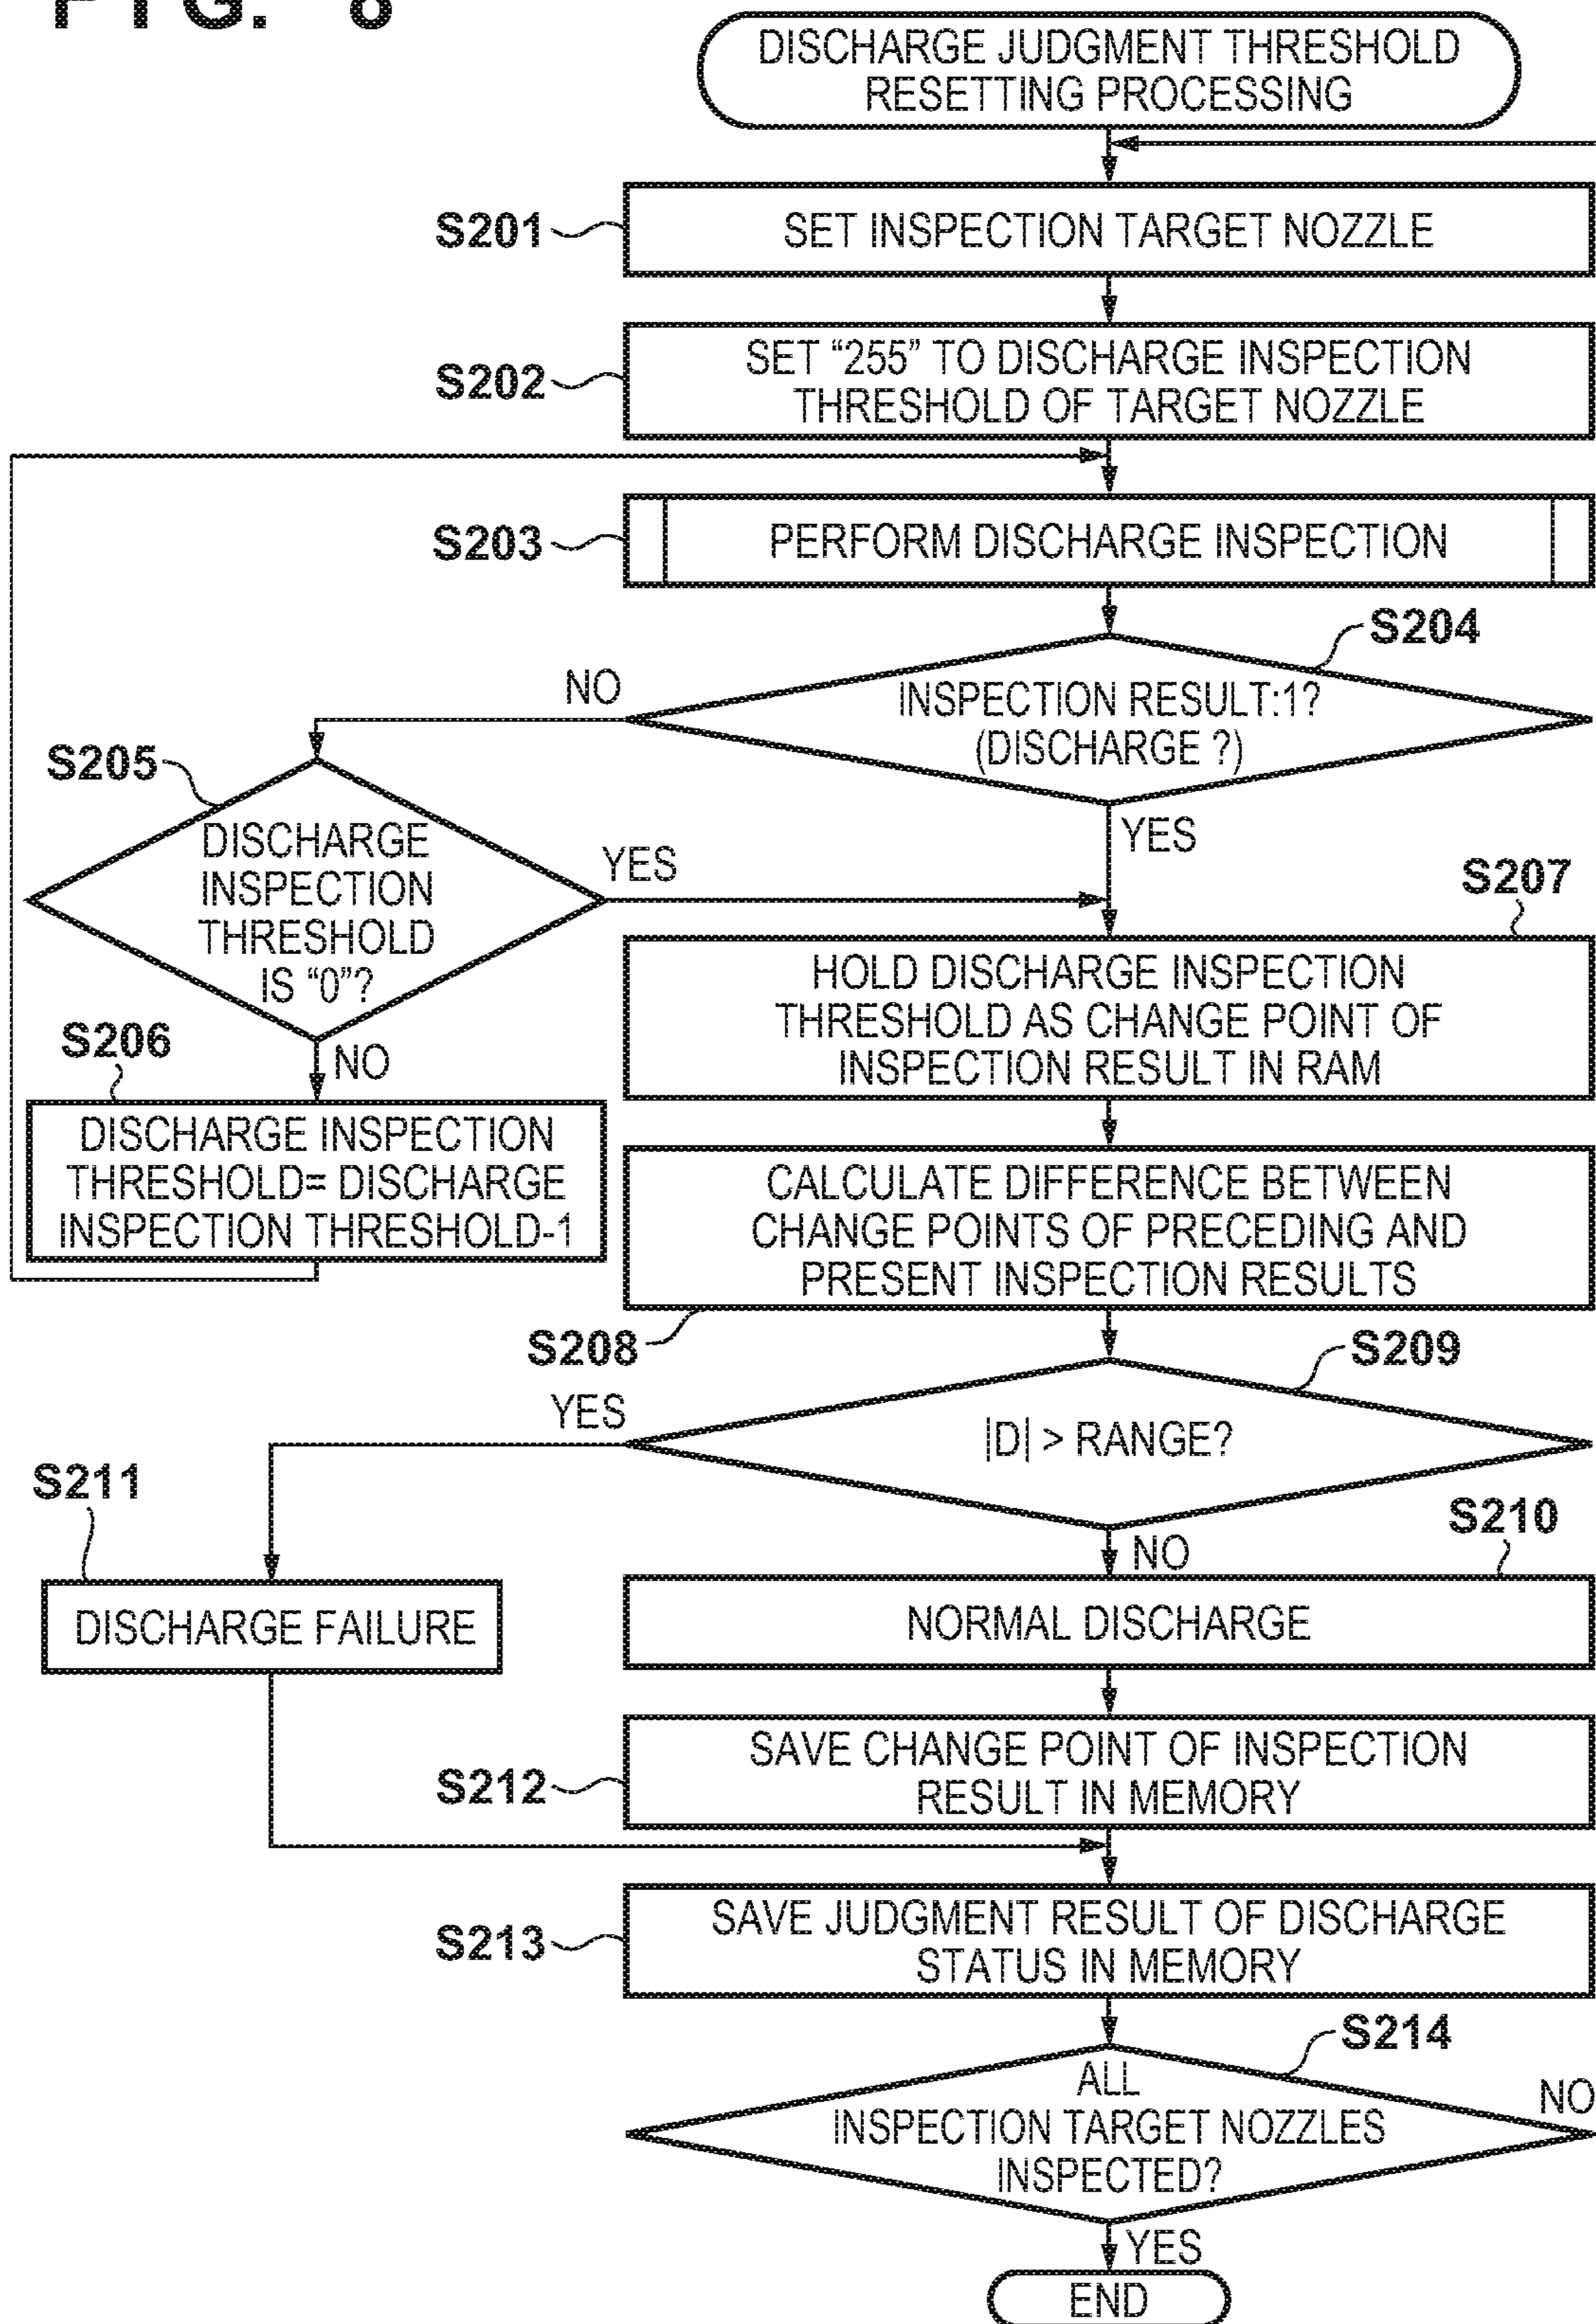 FIG. 8
DISCHARGE JUDGMENT THRESHOLD
RESETTING PROCESSING
S201
SET INSPECTION TARGET NOZZLE
S202
SET “255” TO DISCHARGE INSPECTION
THRESHOLD OF TARGET NOZZLE
S203
PERFORM DISCHARGE INSPECTION
S204
INSPECTION RESULT:1?
(DISCHARGE ?)
NO
YES
S205
DISCHARGE
INSPECTION
THRESHOLD
IS “0”?
YES
NO
S206
DISCHARGE INSPECTION
THRESHOLD= DISCHARGE
INSPECTION THRESHOLD-1
S207
HOLD DISCHARGE INSPECTION
THRESHOLD AS CHANGE POINT OF
INSPECTION RESULT IN RAM
CALCULATE DIFFERENCE BETWEEN
CHANGE POINTS OF PRECEDING AND
PRESENT INSPECTION RESULTS
S208
S209
|D| > RANGE?
YES
NO
S211
DISCHARGE FAILURE
S210
NORMAL DISCHARGE
S212
SAVE CHANGE POINT OF INSPECTION
RESULT IN MEMORY
S213
SAVE JUDGMENT RESULT OF DISCHARGE
STATUS IN MEMORY
S214
ALL
INSPECTION TARGET NOZZLES
INSPECTED?
NO
YES
END